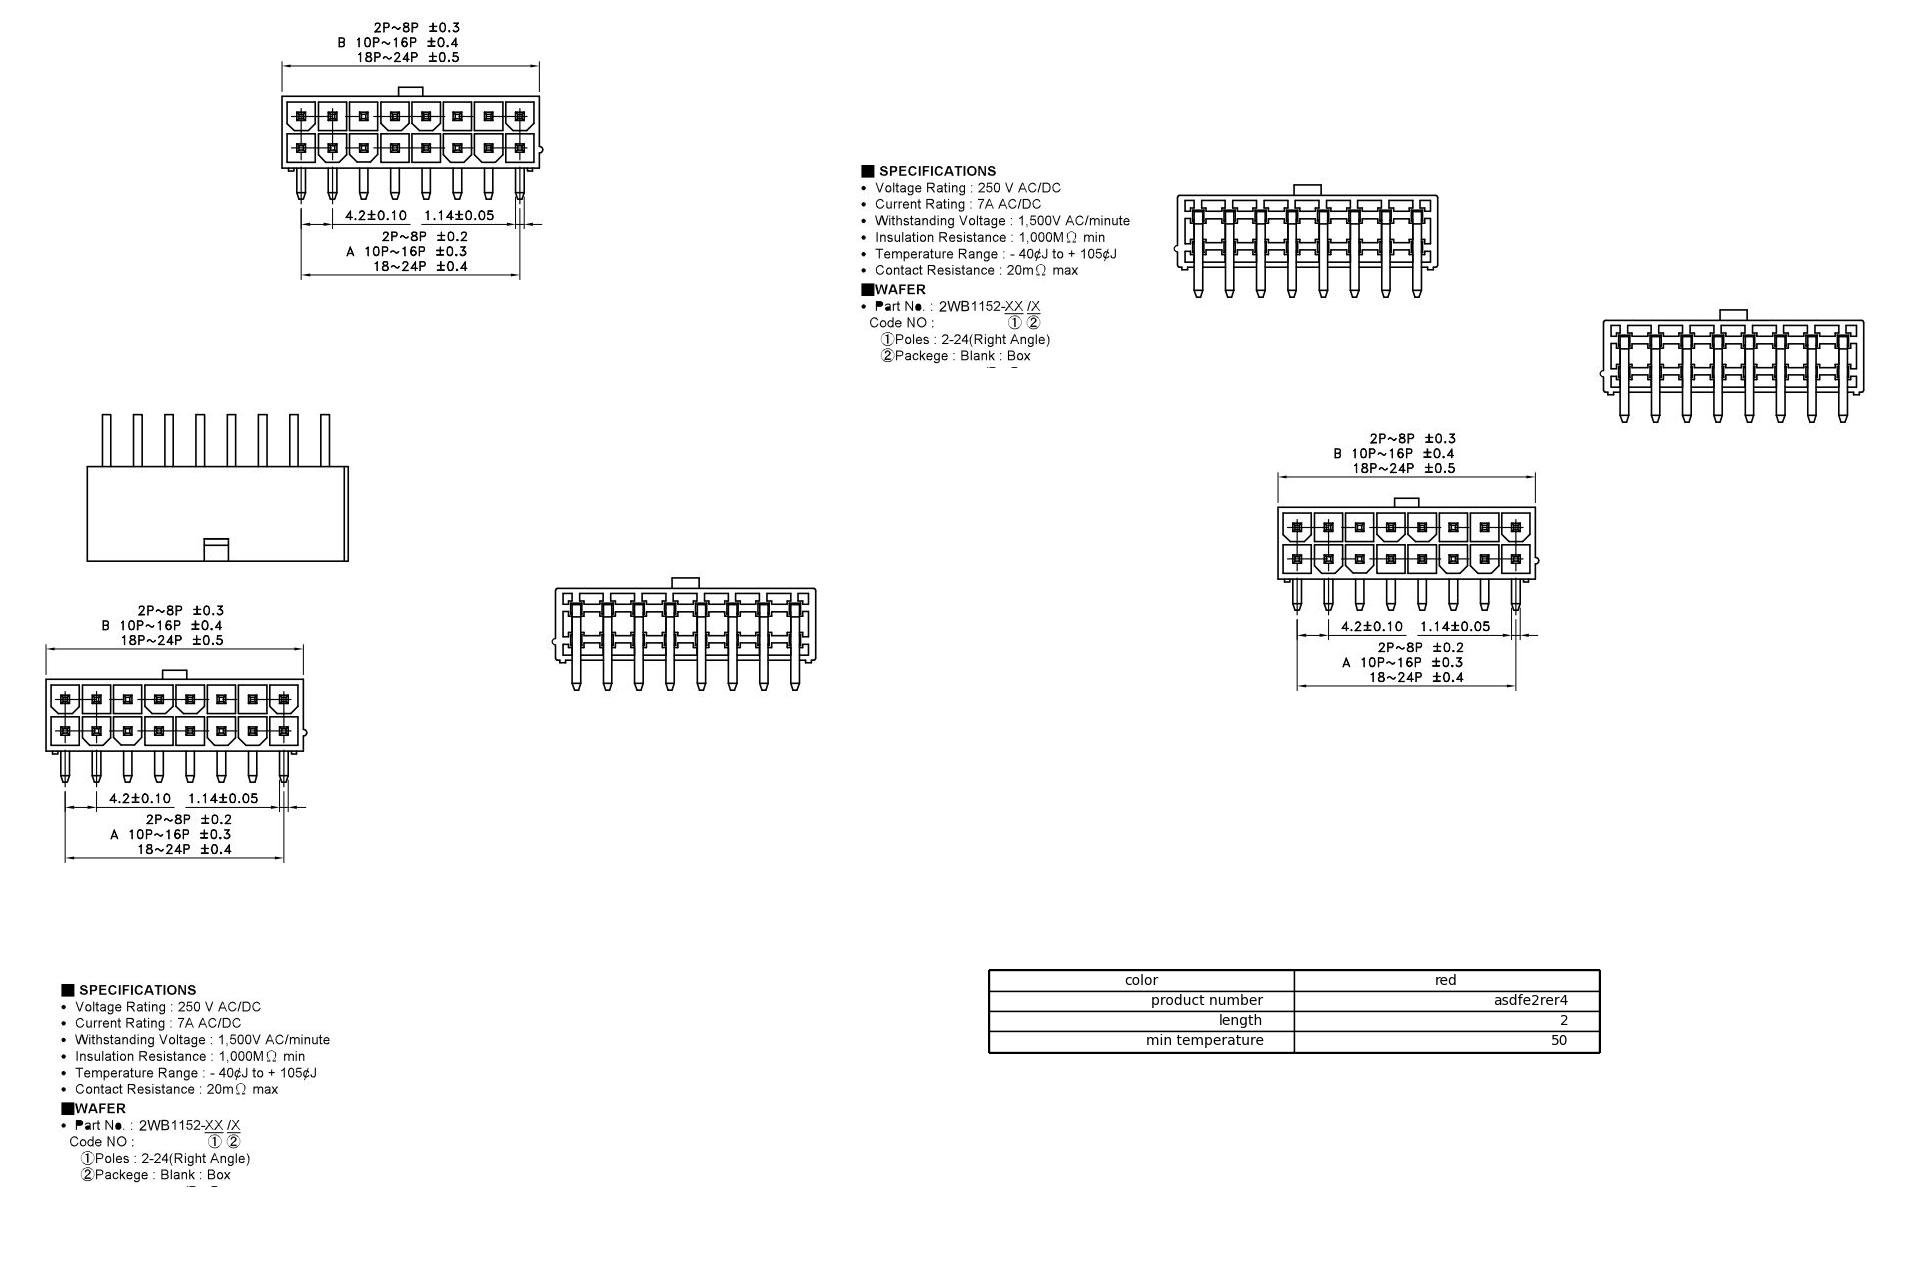 2P~8P ±0.3
B 10P~16P ±0.4
18P~24P ±0.5
4.2±0.10 1.14±0.05
2P~8P ±0.2
A 10P~16P ±0.3
18~24P ±0.4
■ SPECIFICATIONS
• Voltage Rating : 250 V AC/DC
• Current Rating : 7A AC/DC
• Withstanding Voltage : 1,500V AC/minute
• Insulation Resistance : 1,000MΩ min
• Temperature Range : - 40¢J to + 105¢J
• Contact Resistance : 20mΩ max
■WAFER
• Part No. : 2WB1152-XX /X
Code NO : ① ②
①Poles : 2-24(Right Angle)
②Packege : Blank : Box
2P~8P ±0.3
B 10P~16P ±0.4
18P~24P ±0.5
4.2±0.10 1.14±0.05
2P~8P ±0.2
A 10P~16P ±0.3
18~24P ±0.4
2P~8P ±0.3
B 10P~16P ±0.4
18P~24P ±0.5
4.2±0.10 1.14±0.05
2P~8P ±0.2
A 10P~16P ±0.3
18~24P ±0.4
■ SPECIFICATIONS
• Voltage Rating : 250 V AC/DC
• Current Rating : 7A AC/DC
• Withstanding Voltage : 1,500V AC/minute
• Insulation Resistance : 1,000MΩ min
• Temperature Range : - 40¢J to + 105¢J
• Contact Resistance : 20mΩ max
■WAFER
• Part No. : 2WB1152-XX /X
Code NO : ① ②
①Poles : 2-24(Right Angle)
②Packege : Blank : Box
color red
product number asdfe2rer4
length 2
min temperature 50